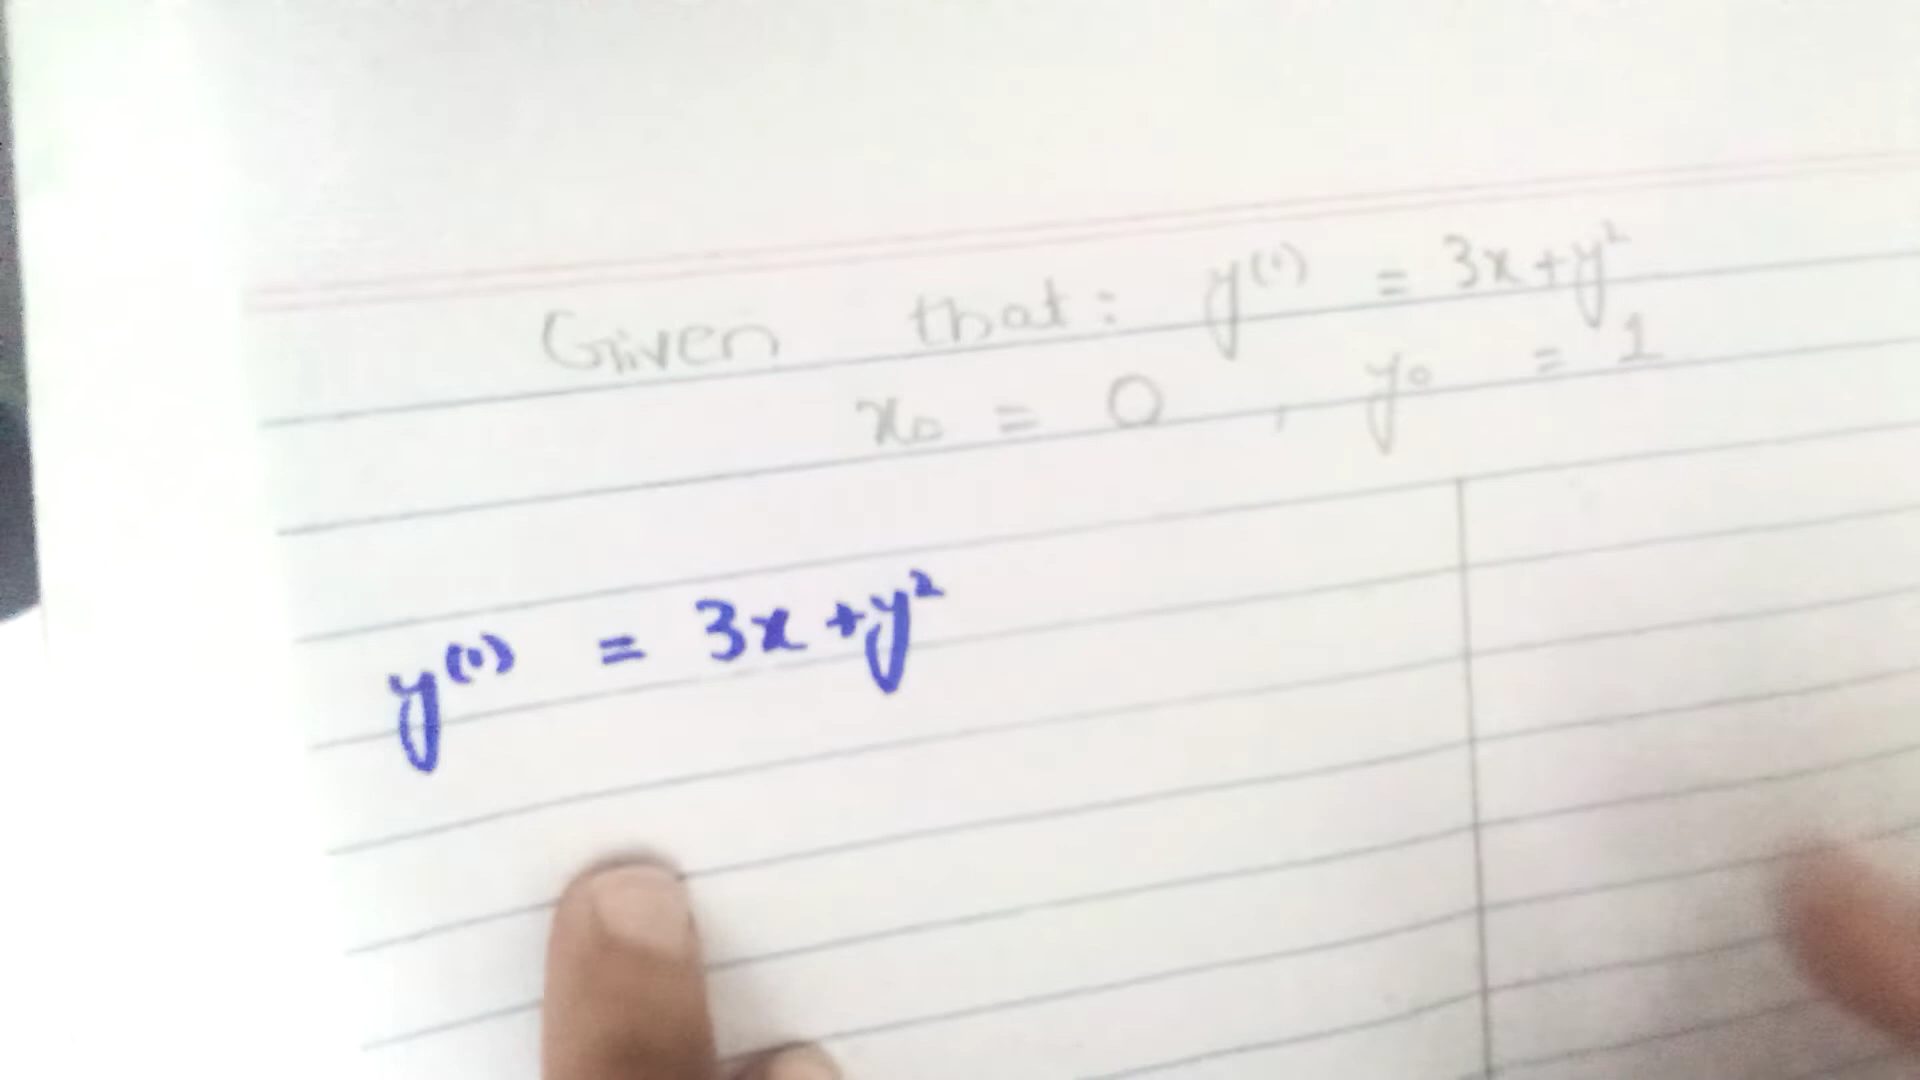 Given that: y⁽¹⁾ = 3x+y²
x₀ = 0 , y₀ = 1
y⁽¹⁾ = 3x+y²